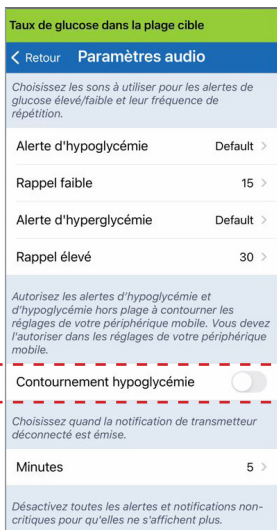 Taux de glucose dans la plage cible
Retour Paramètres audio
Choisissez les sons à utiliser pour les alertes de
glucose élevé/faible et leur fréquence de
répétition.
Alerte d'hypoglycémie Default
Rappel faible 15
Alerte d'hyperglycémie Default
Rappel élevé 30
Autorisez les alertes d'hypoglycémie et
d'hypoglycémie hors plage à contourner les
réglages de votre périphérique mobile. Vous devez
l'autoriser dans les réglages de votre périphérique
mobile.
Contournement hypoglycémie
Choisissez quand la notification de transmetteur
déconnecté est émise.
Minutes 5
Désactivez toutes les alertes et notifications non-
critiques pour qu'elles ne s'affichent plus.